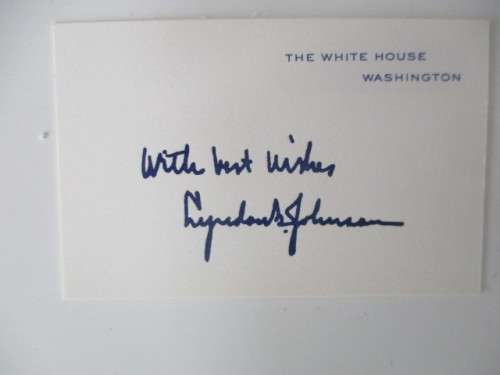 THE WHITE HOUSE
WASHINGTON
With best wishes
Lyndon B. Johnson